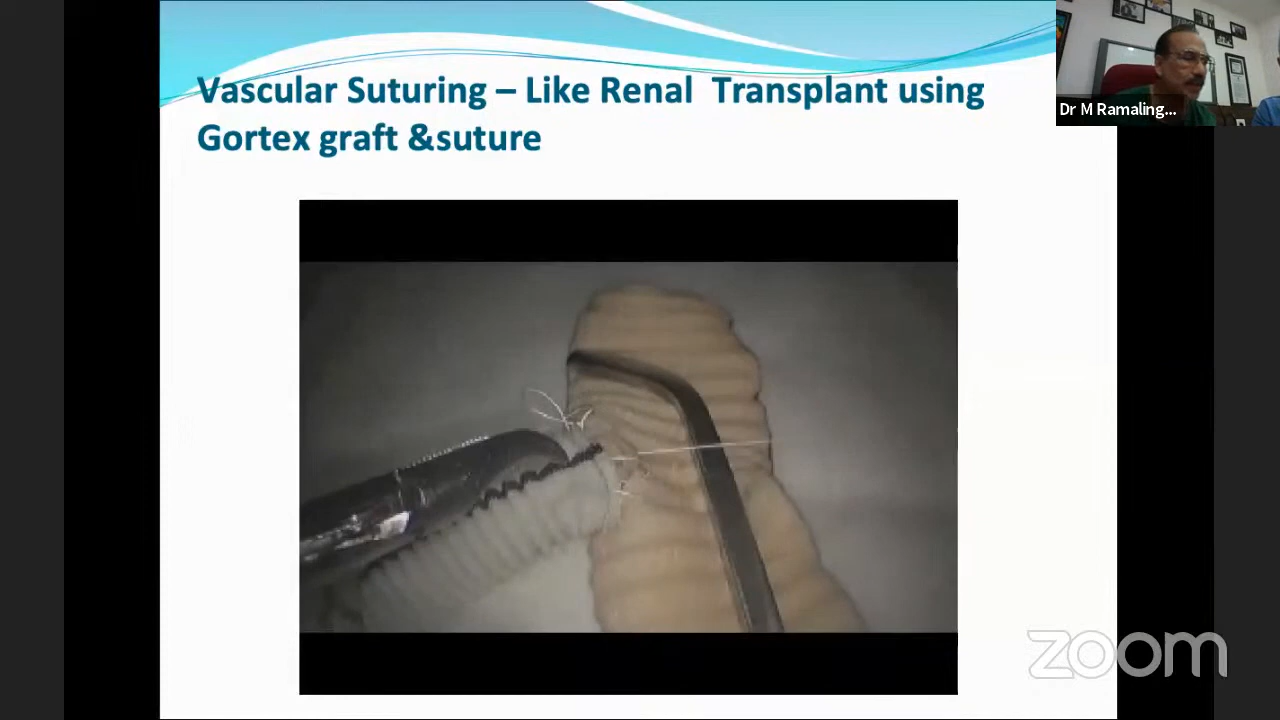 Vascular Suturing – Like Renal  Transplant using
Gortex graft &suture
Dr M Ramaling...
zoom